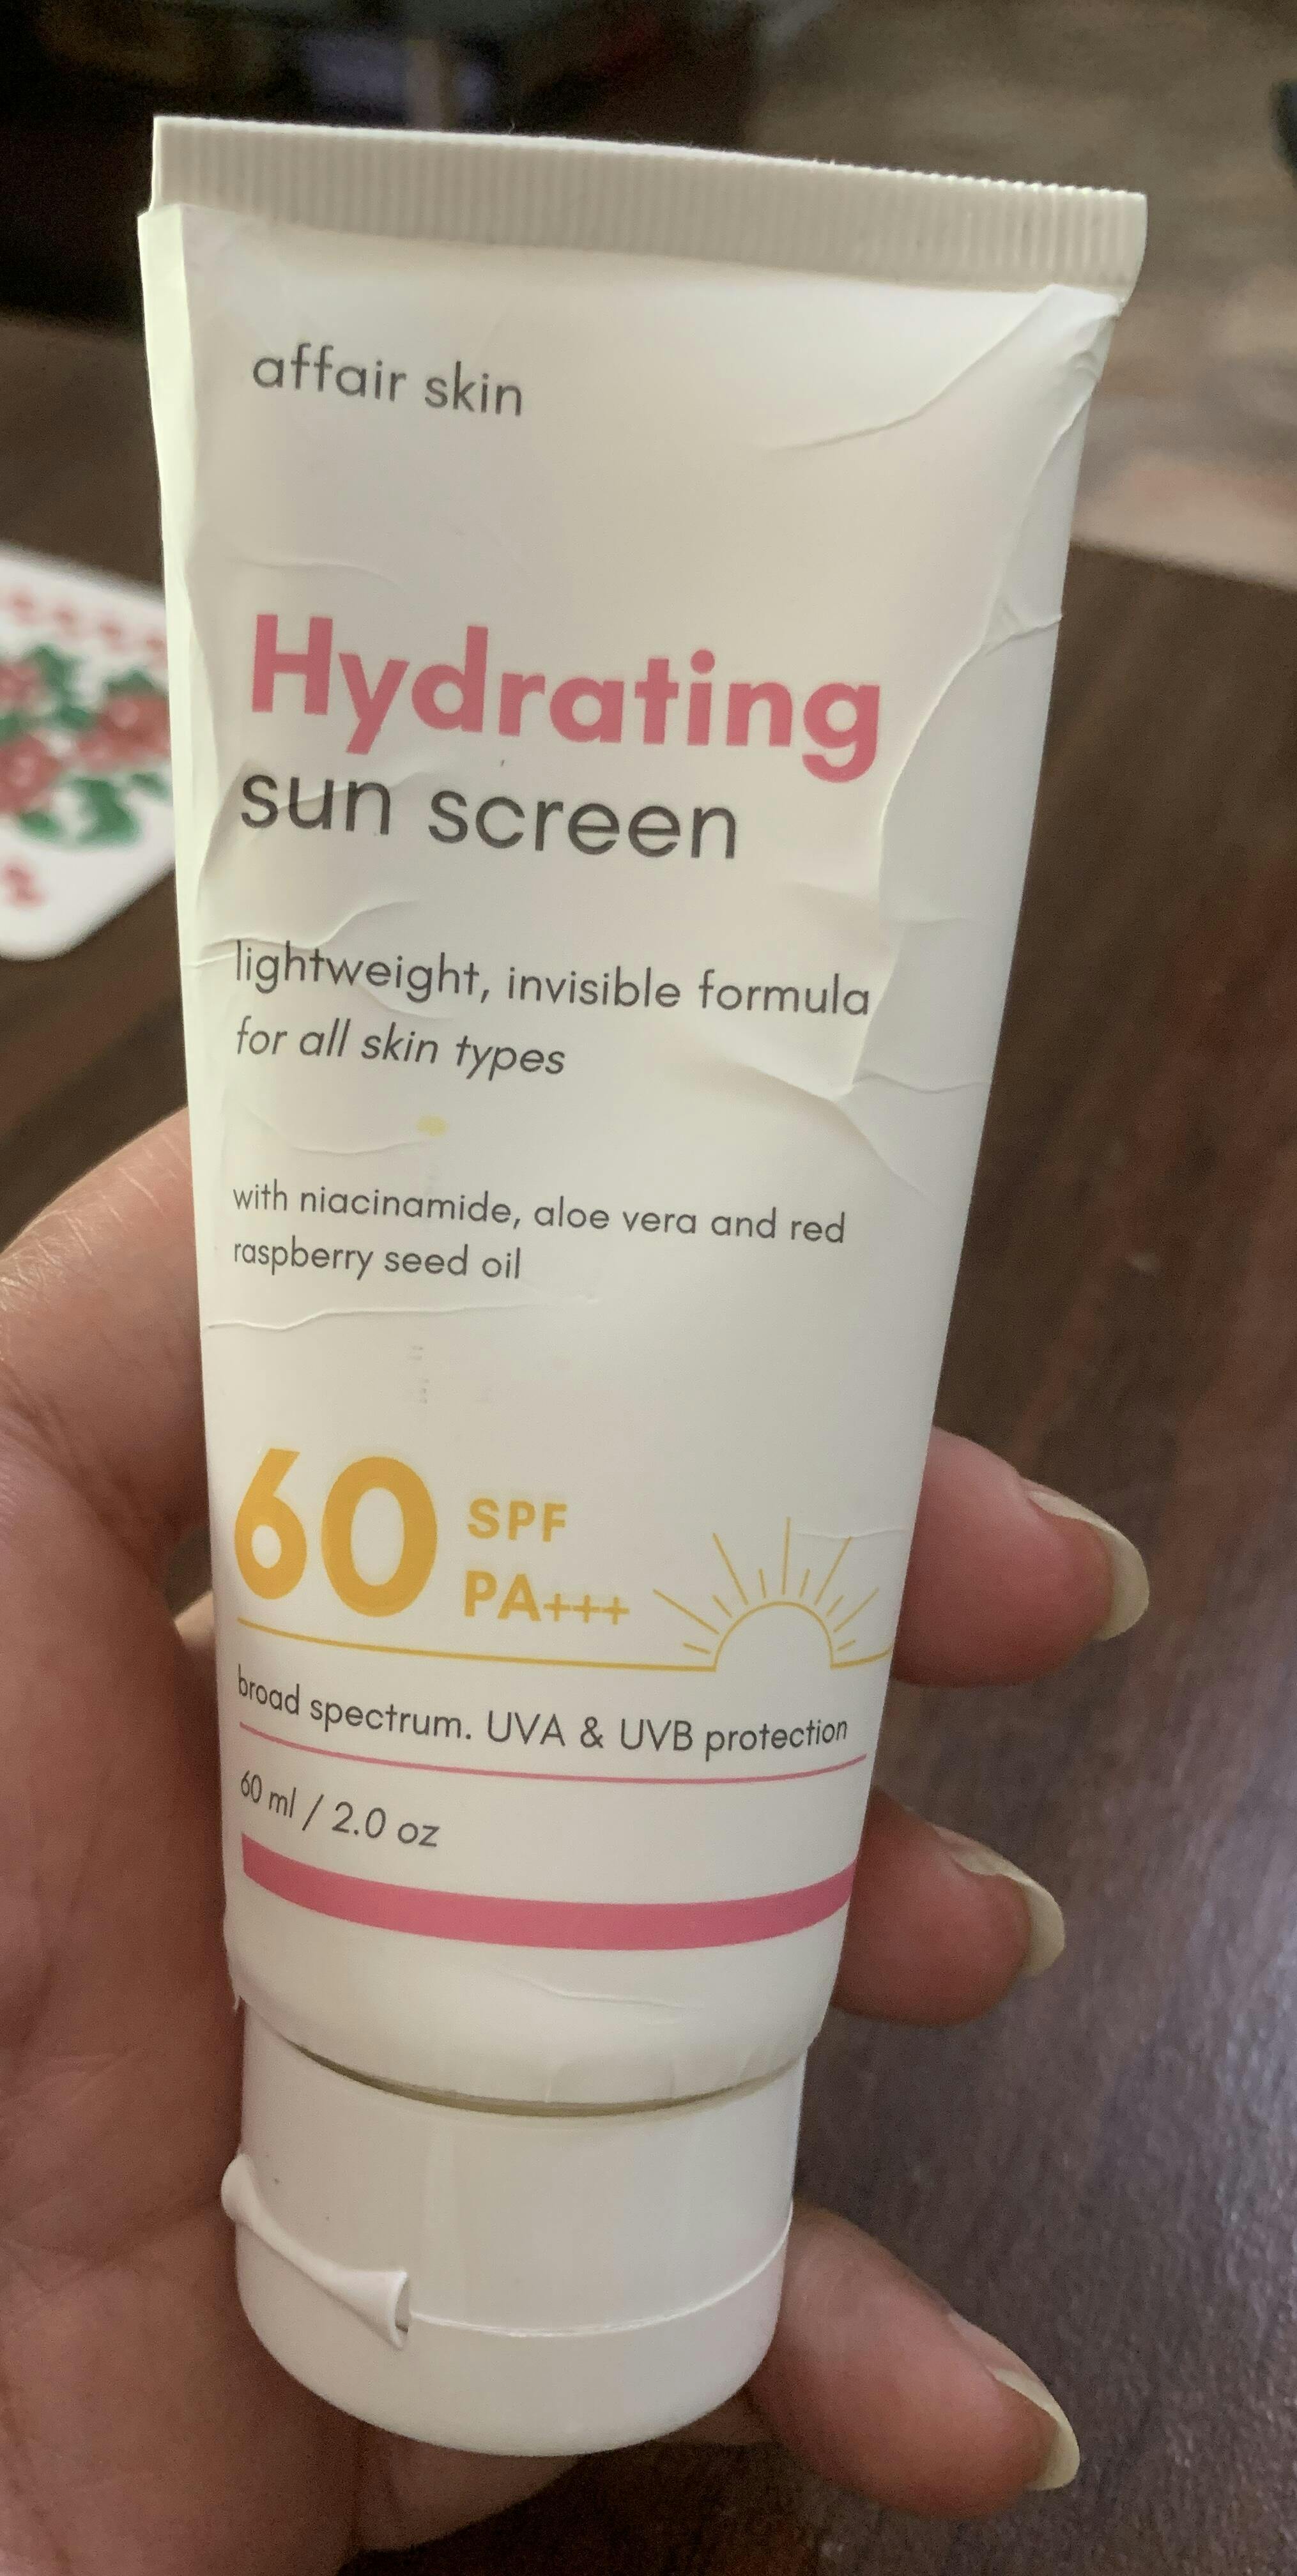 affair skin
Hydrating
sun screen
lightweight, invisible formula
for all skin types
with niacinamide, aloe vera and red
raspberry seed oil
60 SPF
PA+++
broad spectrum. UVA & UVB protection
60 ml / 2.0 oz